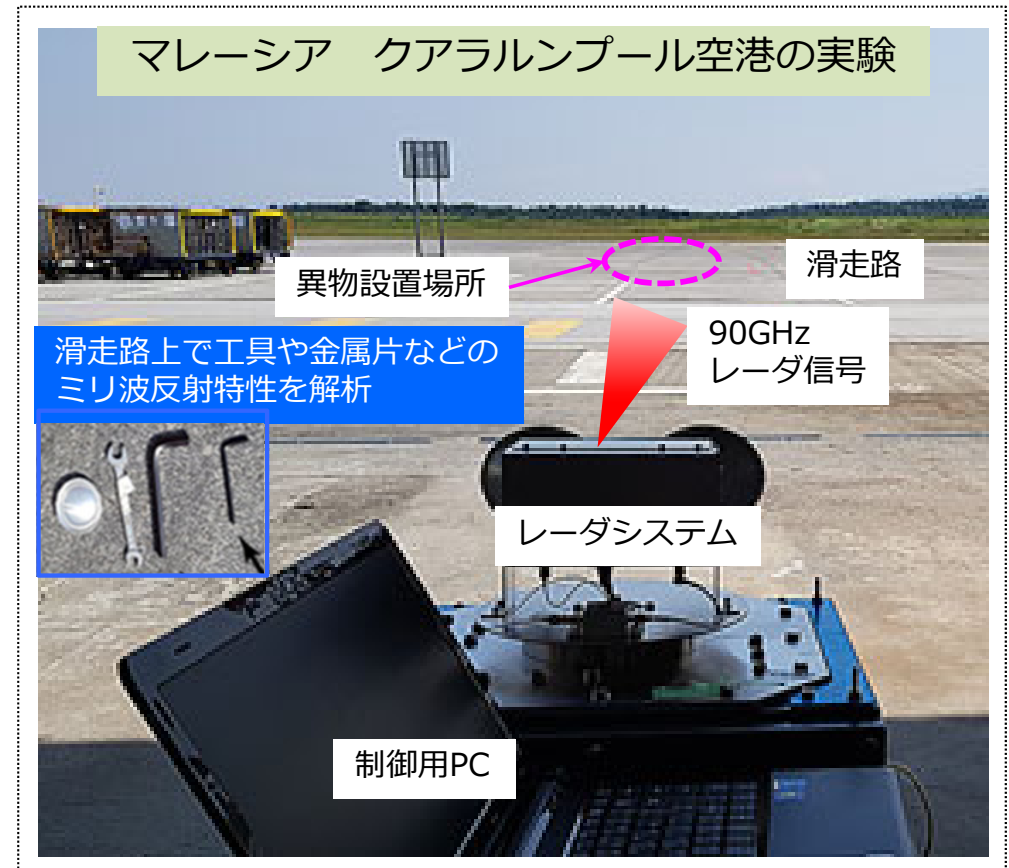 マレーシア　クアラルンプール空港の実験
異物設置場所
滑走路
90GHz
レーダ信号
滑走路上で工具や金属片などの
ミリ波反射特性を解析
レーダシステム
制御用PC